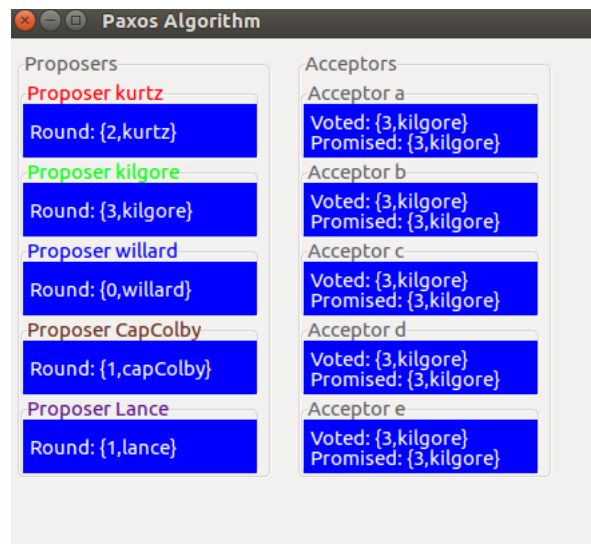 Paxos Algorithm
Proposers
Proposer kurtz
Round: {2,kurtz}
Proposer kilgore
Round: {3,kilgore}
Proposer willard
Round: {0,willard}
Proposer CapColby
Round: {1,capColby}
Proposer Lance
Round: {1,lance}
Acceptors
Acceptor a
Voted: {3,kilgore}
Promised: {3,kilgore}
Acceptor b
Voted: {3,kilgore}
Promised: {3,kilgore}
Acceptor c
Voted: {3,kilgore}
Promised: {3,kilgore}
Acceptor d
Voted: {3,kilgore}
Promised: {3,kilgore}
Acceptor e
Voted: {3,kilgore}
Promised: {3,kilgore}